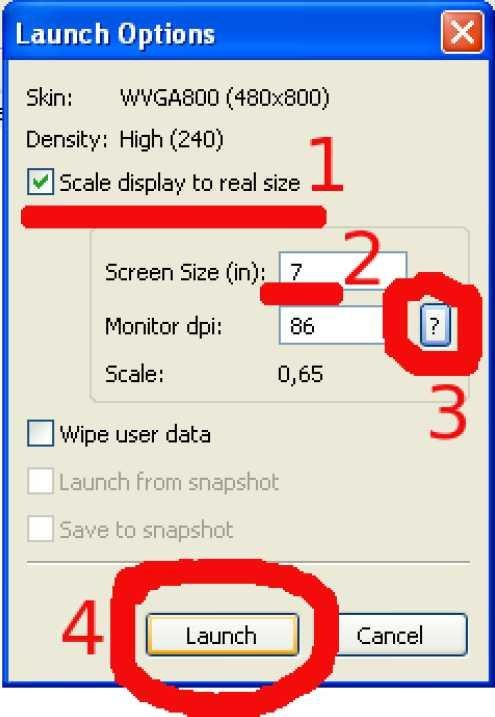 Launch Options
Skin: WVGA800 (480x800)
Density: High (240)
Scale display to real size 1
Screen Size (in): 7 2
Monitor dpi: 86 ?
Scale: 0,65 3
Wipe user data
Launch from snapshot
Save to snapshot
4 Launch Cancel